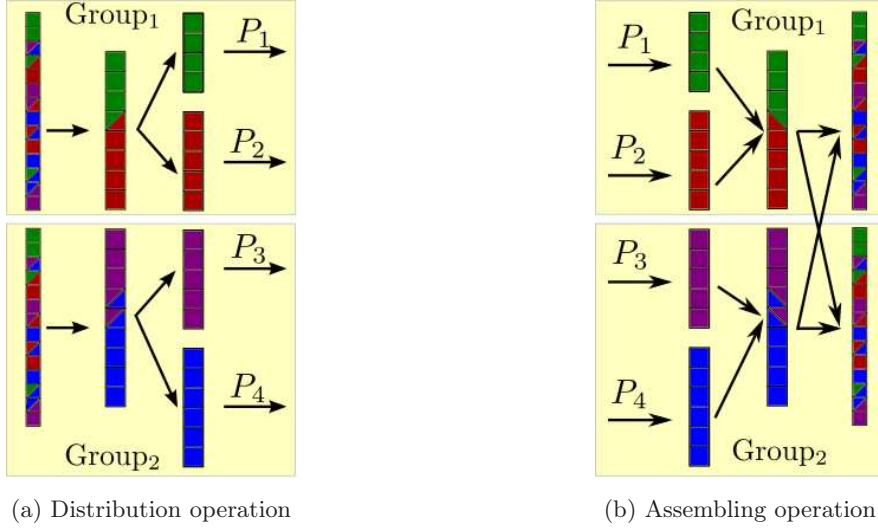 Group₁
P₁
P₂
P₃
P₄
Group₂
(a) Distribution operation
P₁
Group₁
P₂
P₃
P₄
Group₂
(b) Assembling operation